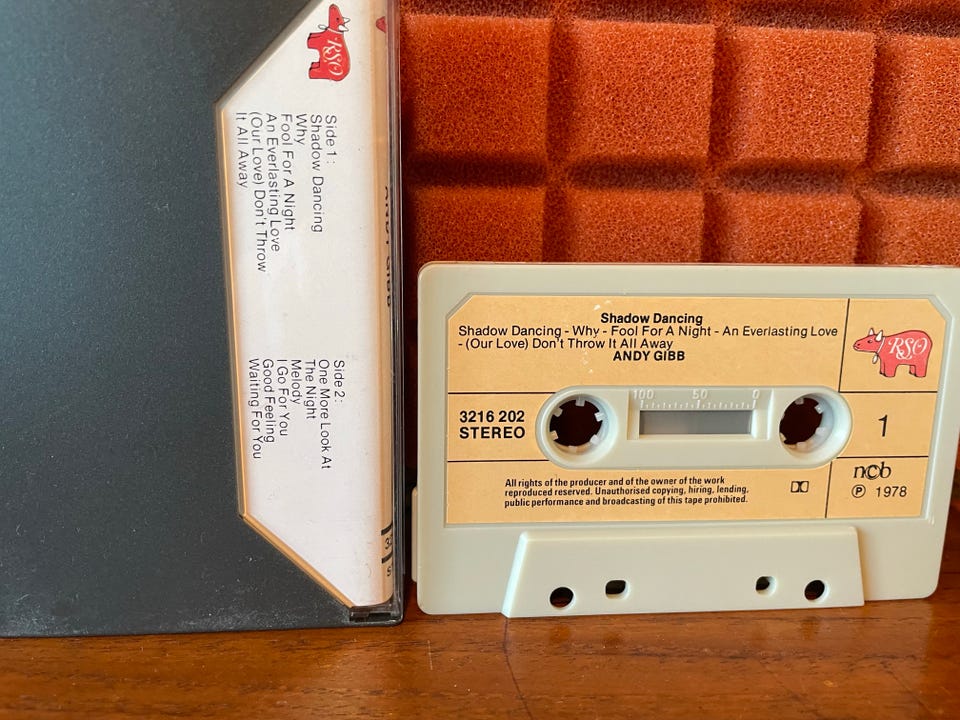 RSO
Side 1:
Shadow Dancing
Why
Fool For A Night
An Everlasting Love
(Our Love) Don't Throw
It All Away
Side 2:
One More Look At
The Night
Melody
I Go For You
Good Feeling
Waiting For You
ANDY GIBB
Shadow Dancing
Shadow Dancing - Why - Fool For A Night - An Everlasting Love
- (Our Love) Don't Throw It All Away
ANDY GIBB
RSO
3216 202
STEREO
100 50 0
1
All rights of the producer and of the owner of the work
reproduced reserved. Unauthorised copying, hiring, lending,
public performance and broadcasting of this tape prohibited.
ncb
℗ 1978